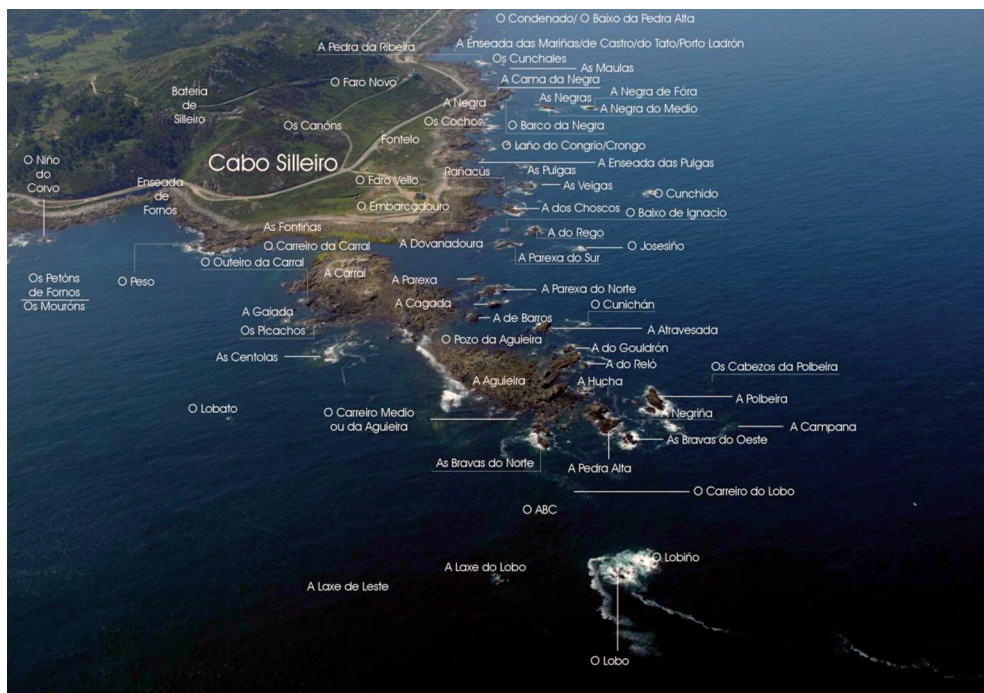 O Condenado/ O Baixo da Pedra Alta
A Pedra da Ribeira
A Enseada das Mariñas/de Castro/do Tato/Porto Ladrón
Os Cunchales
As Maulas
O Faro Novo
A Cama da Negra
Bateria
de
Silleiro
A Negra
As Negras
A Negra de Fóra
A Negra do Medio
Os Canóns
Os Cochos
O Barco da Negra
Fontelo
O Laño do Congrio/Crongo
Cabo Silleiro
A Enseada das Pulgas
O Niño
do
Corvo
Ranacús
As Pulgas
Enseada
de
Fornos
O Faro Vello
As Veigas
O Cunchido
O Embarcadouro
A dos Choscos
O Baixo de Ignacio
As Fontiñas
A do Rego
A Dovanadoura
O Carreiro da Carral
O Josesiño
O Outeiro da Carral
A Parexa do Sur
A Carral
Os Petóns
de Fornos
Os Mouróns
O Peso
A Parexa
A Parexa do Norte
A Cagada
O Cunichán
A Gaiada
A de Barros
Os Picachos
A Atravesada
O Pozo da Aguieira
As Centolas
A do Gouldrón
A do Reló
Os Cabezos da Polbeira
A Aguieira
A Hucha
A Polbeira
O Lobato
O Carreiro Medio
ou da Aguieira
A Negriña
A Campana
As Bravas do Oeste
As Bravas do Norte
A Pedra Alta
O Carreiro do Lobo
O ABC
O Lobiño
A Laxe do Lobo
A Laxe de Leste
O Lobo